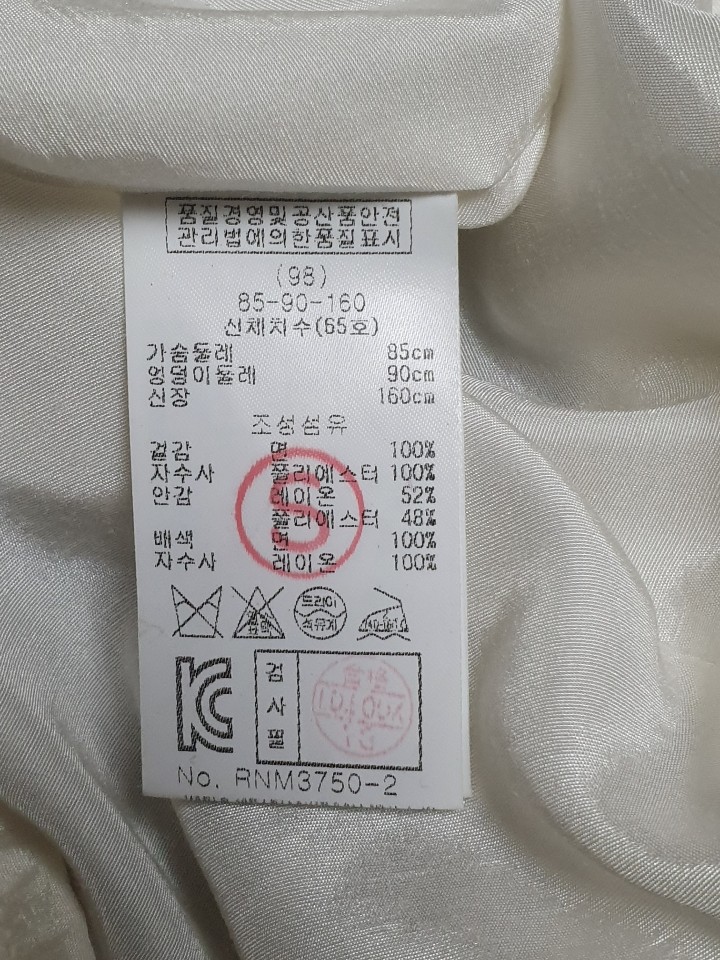 품질경영및공산품안전
관리법에의한품질표시
(98)
85-90-160
신체치수(65호)
가슴둘레 85cm
엉덩이둘레 90cm
신장 160cm
조성섬유
겉감 면 100%
자수사 폴리에스터 100%
안감 레이온 52%
폴리에스터 48%
배색 면 100%
자수사 레이온 100%
S
드라이
석유계
KC
검사필
No. RNM3750-2